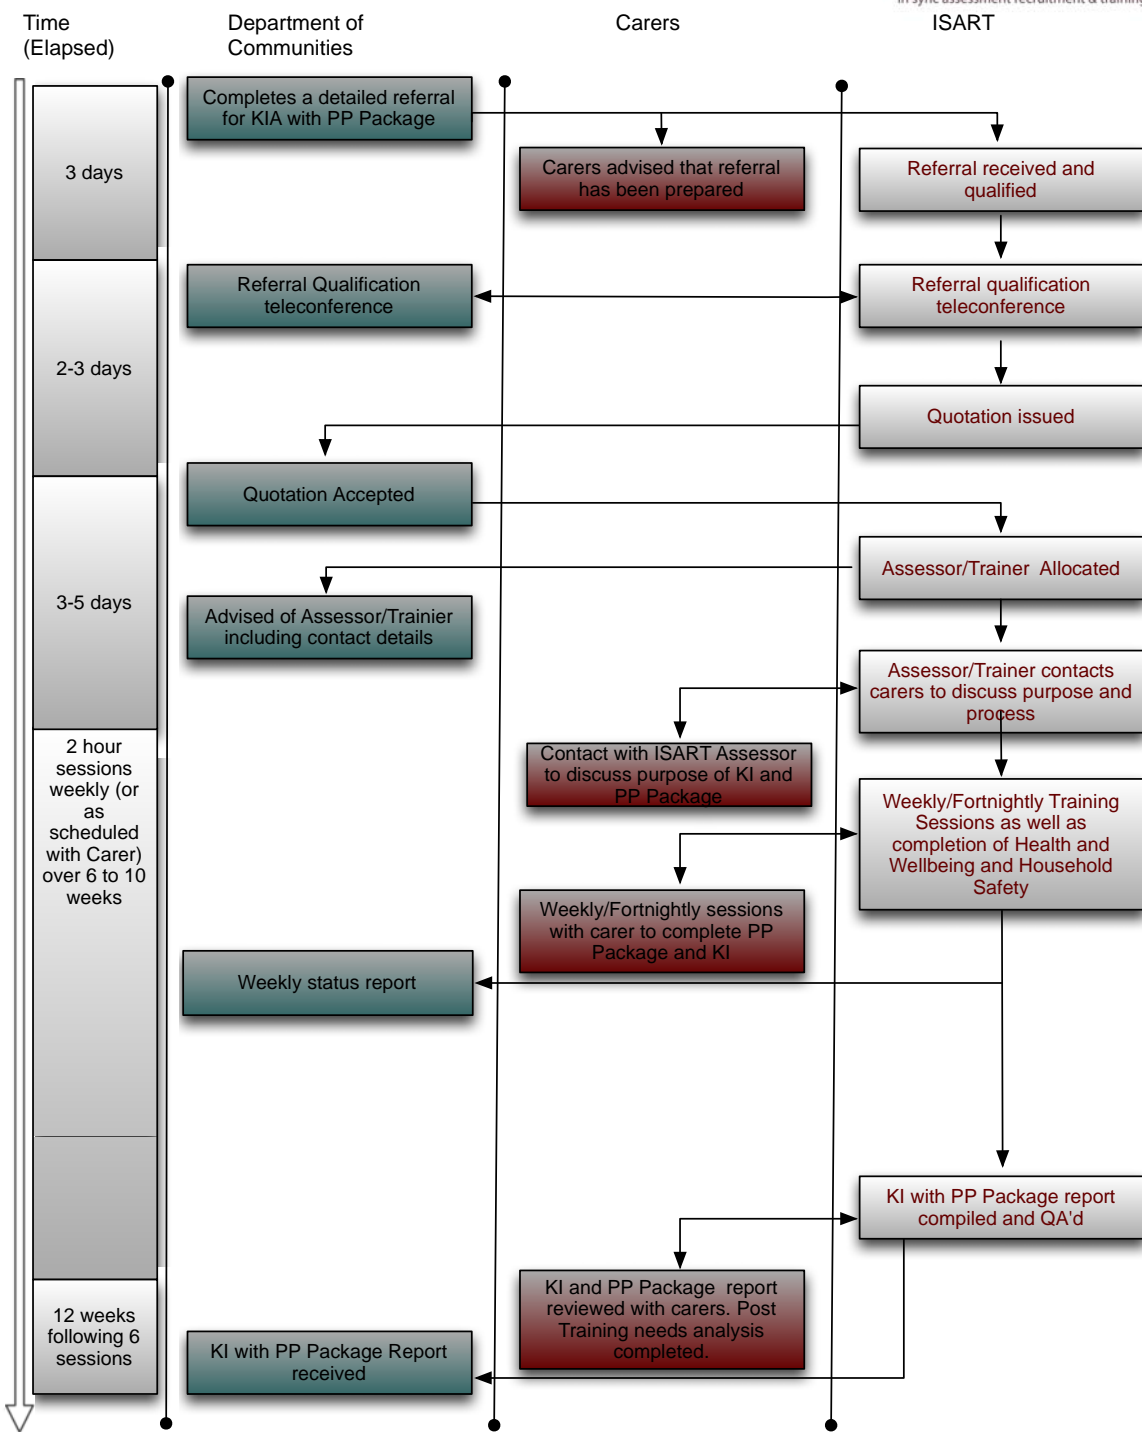 in sync assessment recruitment & training
Time
(Elapsed)
Department of
Communities
Carers
ISART
Completes a detailed referral
for KIA with PP Package
3 days
Carers advised that referral
has been prepared
Referral received and
qualified
Referral Qualification
teleconference
Referral qualification
teleconference
2-3 days
Quotation issued
Quotation Accepted
Assessor/Trainer Allocated
3-5 days
Advised of Assessor/Trainier
including contact details
Assessor/Trainer contacts
carers to discuss purpose and
process
2 hour
sessions
weekly (or
as
scheduled
with Carer)
over 6 to 10
weeks
Contact with ISART Assessor
to discuss purpose of KI and
PP Package
Weekly/Fortnightly Training
Sessions as well as
completion of Health and
Wellbeing and Household
Safety
Weekly/Fortnightly sessions
with carer to complete PP
Package and KI
Weekly status report
KI with PP Package report
compiled and QA'd
KI and PP Package report
reviewed with carers. Post
Training needs analysis
completed.
12 weeks
following 6
sessions
KI with PP Package Report
received